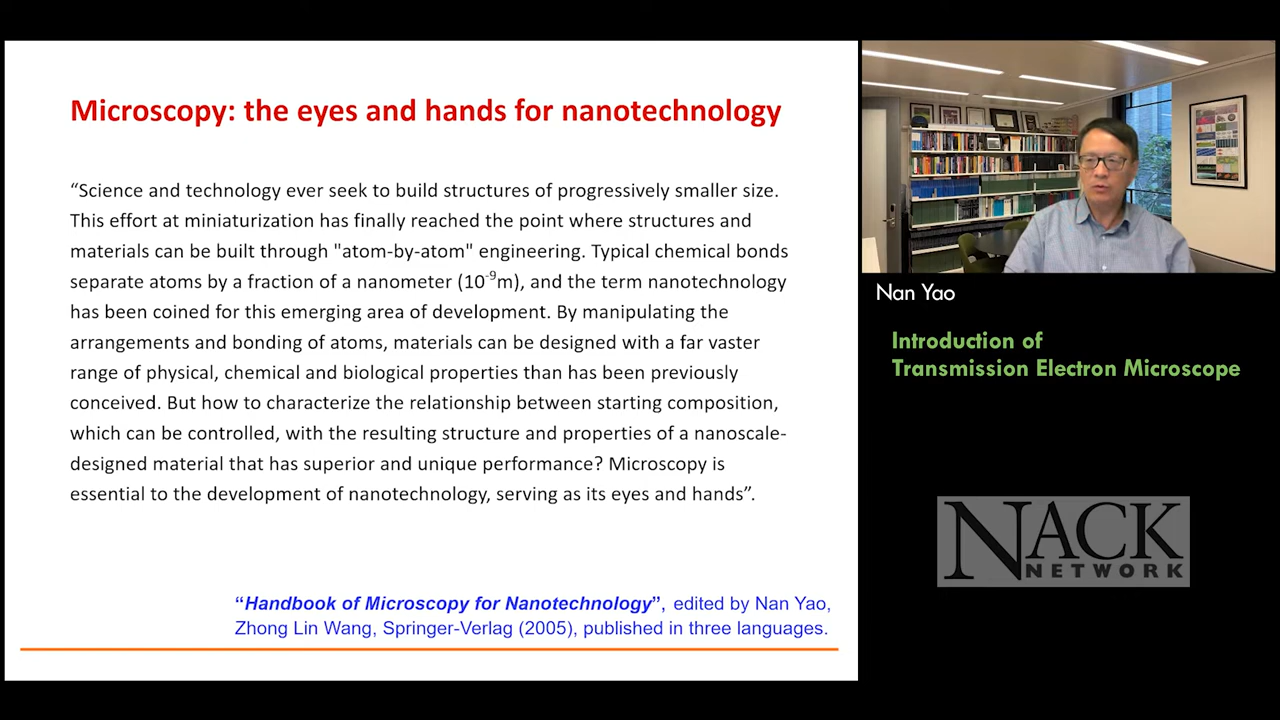 Microscopy: the eyes and hands for nanotechnology
“Science and technology ever seek to build structures of progressively smaller size.
This effort at miniaturization has finally reached the point where structures and
materials can be built through "atom-by-atom" engineering. Typical chemical bonds
separate atoms by a fraction of a nanometer (10⁻⁹m), and the term nanotechnology
has been coined for this emerging area of development. By manipulating the
arrangements and bonding of atoms, materials can be designed with a far vaster
range of physical, chemical and biological properties than has been previously
conceived. But how to characterize the relationship between starting composition,
which can be controlled, with the resulting structure and properties of a nanoscale-
designed material that has superior and unique performance? Microscopy is
essential to the development of nanotechnology, serving as its eyes and hands”.
“Handbook of Microscopy for Nanotechnology”, edited by Nan Yao,
Zhong Lin Wang, Springer-Verlag (2005), published in three languages.
Nan Yao
Introduction of
Transmission Electron Microscope
NACK
NETWORK